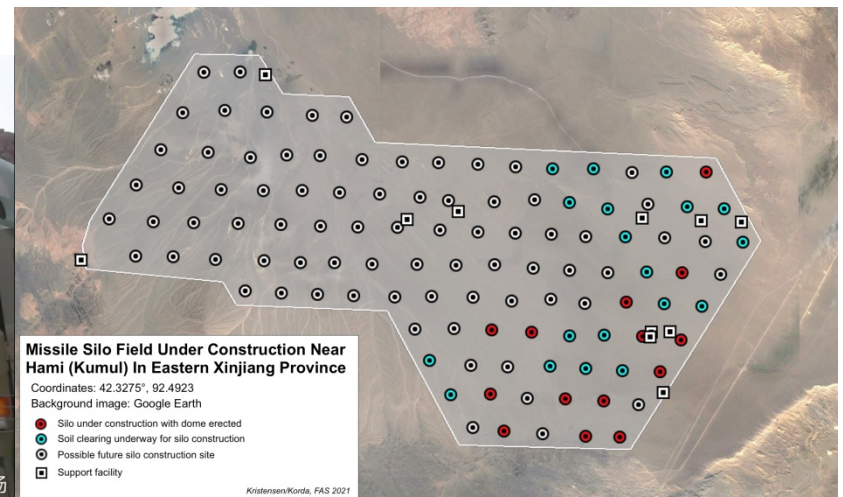 Missile Silo Field Under Construction Near
Hami (Kumul) In Eastern Xinjiang Province
Coordinates: 42.3275°, 92.4923
Background image: Google Earth
Silo under construction with dome erected
Soil clearing underway for silo construction
Possible future silo construction site
Support facility
Kristensen/Korda, FAS 2021
场